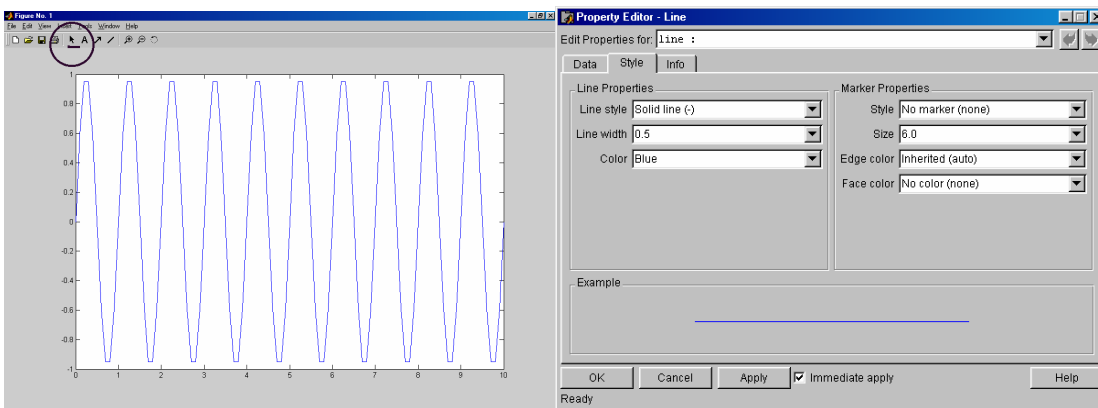 Figure No. 1
File Edit View Insert Tools Window Help
A
1
0.8
0.6
0.4
0.2
0
-0.2
-0.4
-0.6
-0.8
-1
0 1 2 3 4 5 6 7 8 9 10
Property Editor - Line
Edit Properties for: line :
Data Style Info
Line Properties
Line style Solid line (-)
Line width 0.5
Color Blue
Marker Properties
Style No marker (none)
Size 6.0
Edge color Inherited (auto)
Face color No color (none)
Example
OK Cancel Apply Immediate apply Help
Ready